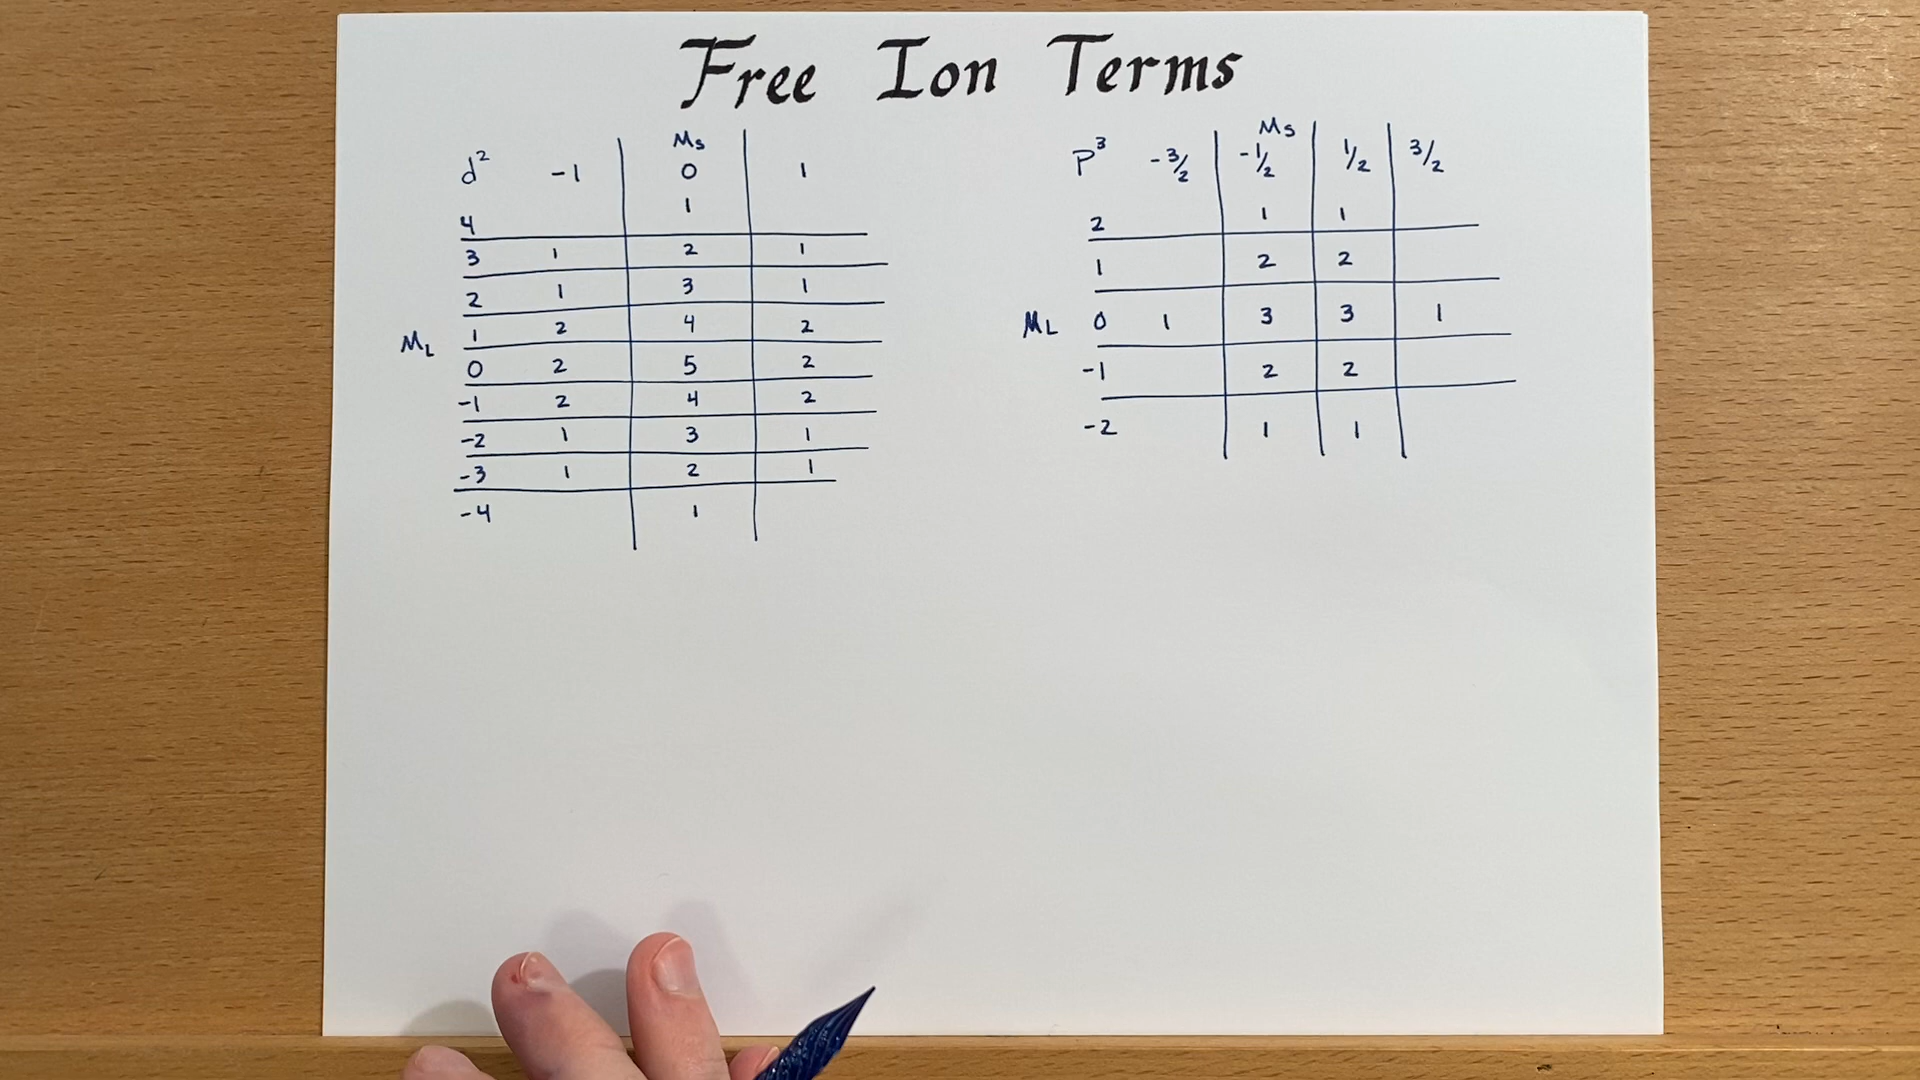 Free Ion Terms
Ms
d² -1 0 1
4 1
3 1 2 1
2 1 3 1
1 2 4 2
ML
0 2 5 2
-1 2 4 2
-2 1 3 1
-3 1 2 1
-4 1
Ms
P³ -3/2 -1/2 1/2 3/2
2 1 1
1 2 2
ML 0 1 3 3 1
-1 2 2
-2 1 1